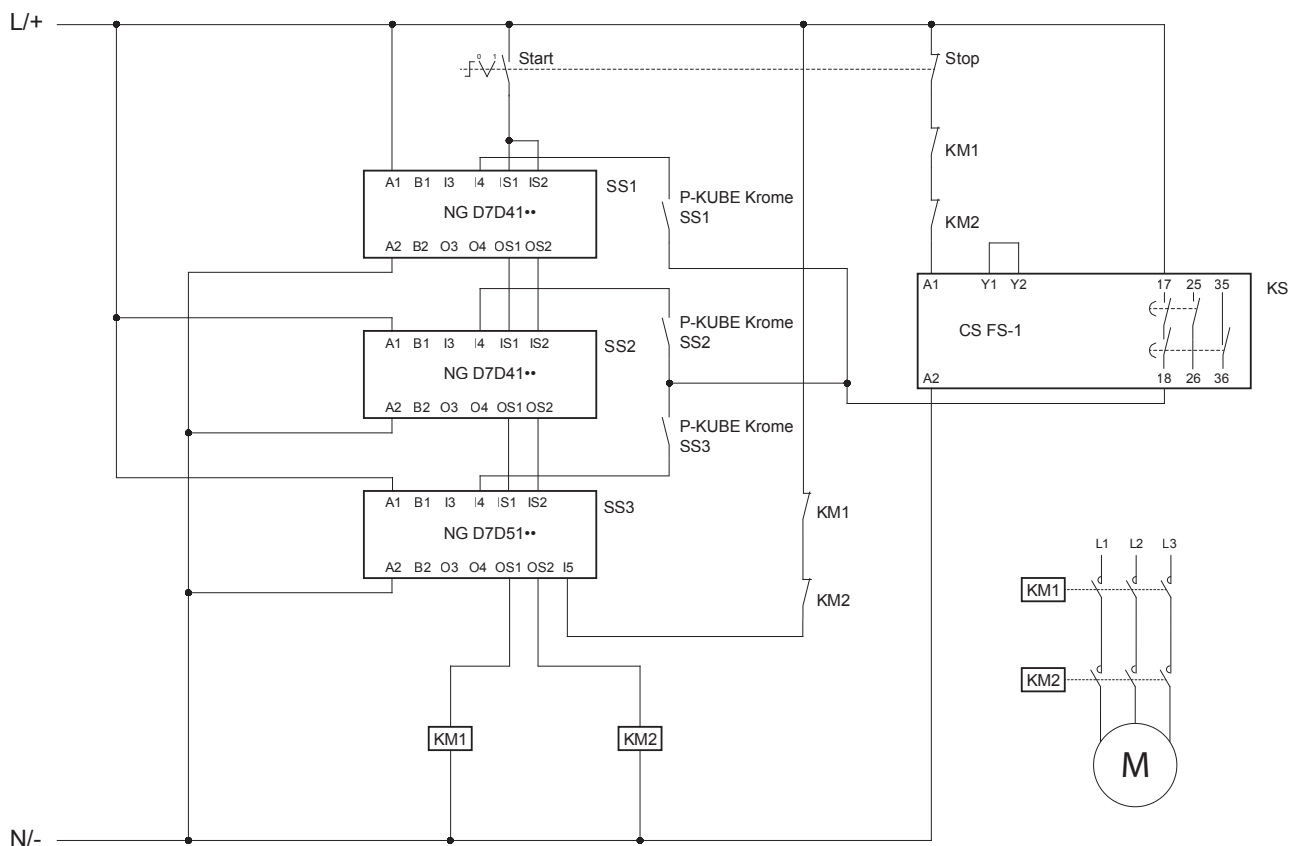 L/+
0 1
Start
Stop
KM1
KM2
A1 B1 I3 I4 IS1 IS2
NG D7D41••
A2 B2 O3 O4 OS1 OS2
SS1
P-KUBE Krome
SS1
A1 Y1 Y2 17 25 35
CS FS-1
A2 18 26 36
KS
A1 B1 I3 I4 IS1 IS2
NG D7D41••
A2 B2 O3 O4 OS1 OS2
SS2
P-KUBE Krome
SS2
P-KUBE Krome
SS3
A1 B1 I3 I4 IS1 IS2
NG D7D51••
A2 B2 O3 O4 OS1 OS2 I5
SS3
KM1
KM2
L1 L2 L3
KM1
KM2
M
KM1
KM2
N/-